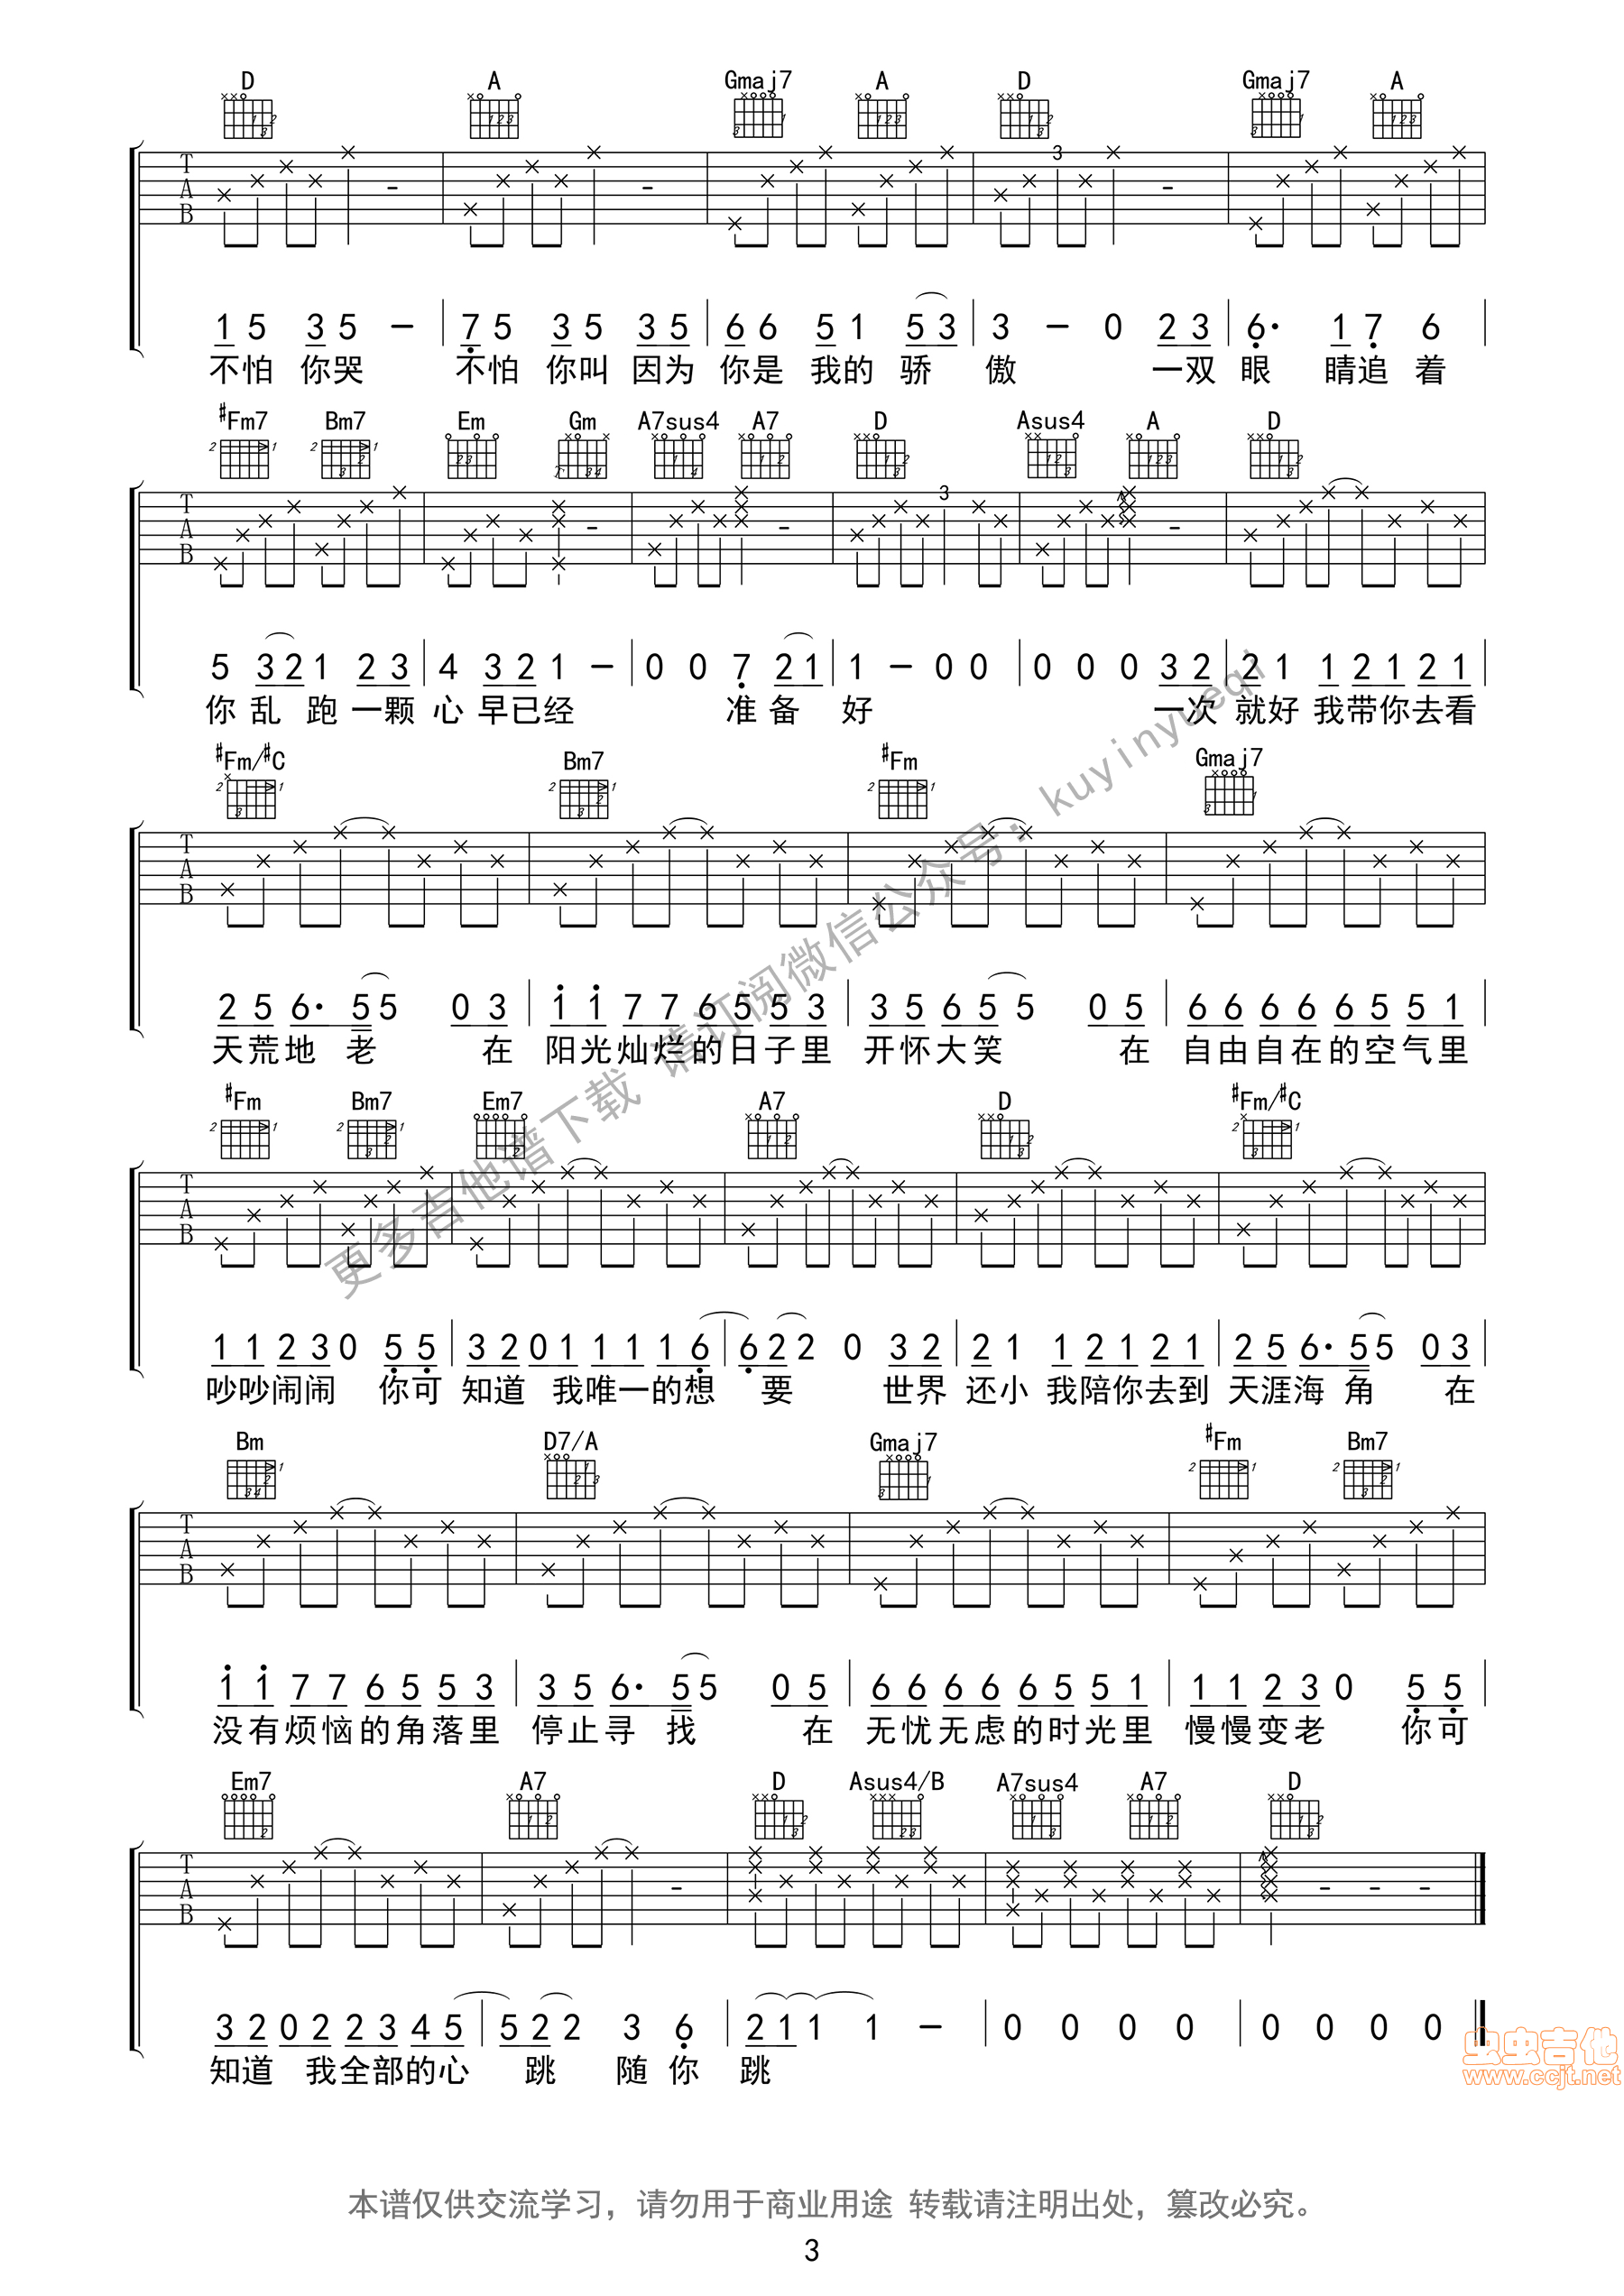 D A Gmaj7 A D Gmaj7 A
3
T
A
B
1 5 3 5 - 7 5 3 5 3 5 6 6 5 1 5 3 3 - 0 2 3 6· 1 7 6
不怕 你哭 不怕 你叫 因为 你是 我的 骄 傲 一双 眼 睛追 着
#Fm7 Bm7 Em Gm A7sus4 A7 D Asus4 A D
3
T
A
B
5 3 2 1 2 3 4 3 2 1 - 0 0 7 2 1 1 - 0 0 0 0 0 3 2 2 1 1 2 1 2 1
你 乱 跑 一颗 心 早已经 准 备 好 一次 就好 我带你去看
#Fm/#C Bm7 #Fm Gmaj7
T
A
B
2 5 6· 5 5 0 3 1 1 7 7 6 5 5 3 3 5 6 5 5 0 5 6 6 6 6 6 5 5 1
天荒地 老 在 阳光灿烂的日子里 开怀大笑 在 自由自在的空气里
#Fm Bm7 Em7 A7 D #Fm/#C
T
A
B
1 1 2 3 0 5 5 3 2 0 1 1 1 1 6 6 2 2 0 3 2 2 1 1 2 1 2 1 2 5 6· 5 5 0 3
吵吵闹闹 你可 知道 我唯一的想 要 世界 还小 我陪你去到 天涯海 角 在
Bm D7/A Gmaj7 #Fm Bm7
T
A
B
1 1 7 7 6 5 5 3 3 5 6· 5 5 0 5 6 6 6 6 6 5 5 1 1 1 2 3 0 5 5
没有烦恼的角落里 停止寻 找 在 无忧无虑的时光里 慢慢变老 你可
Em7 A7 D Asus4/B A7sus4 A7 D
T
A
B
3 2 0 2 2 3 4 5 5 2 2 3 6 2 1 1 1 - 0 0 0 0 0 0 0 0
知道 我全部的心 跳 随 你 跳
更多吉他谱下载 请订阅微信公众号：kuyinyueqi
虫虫吉他
www.ccjt.net
本谱仅供交流学习，请勿用于商业用途 转载请注明出处，篡改必究。
3